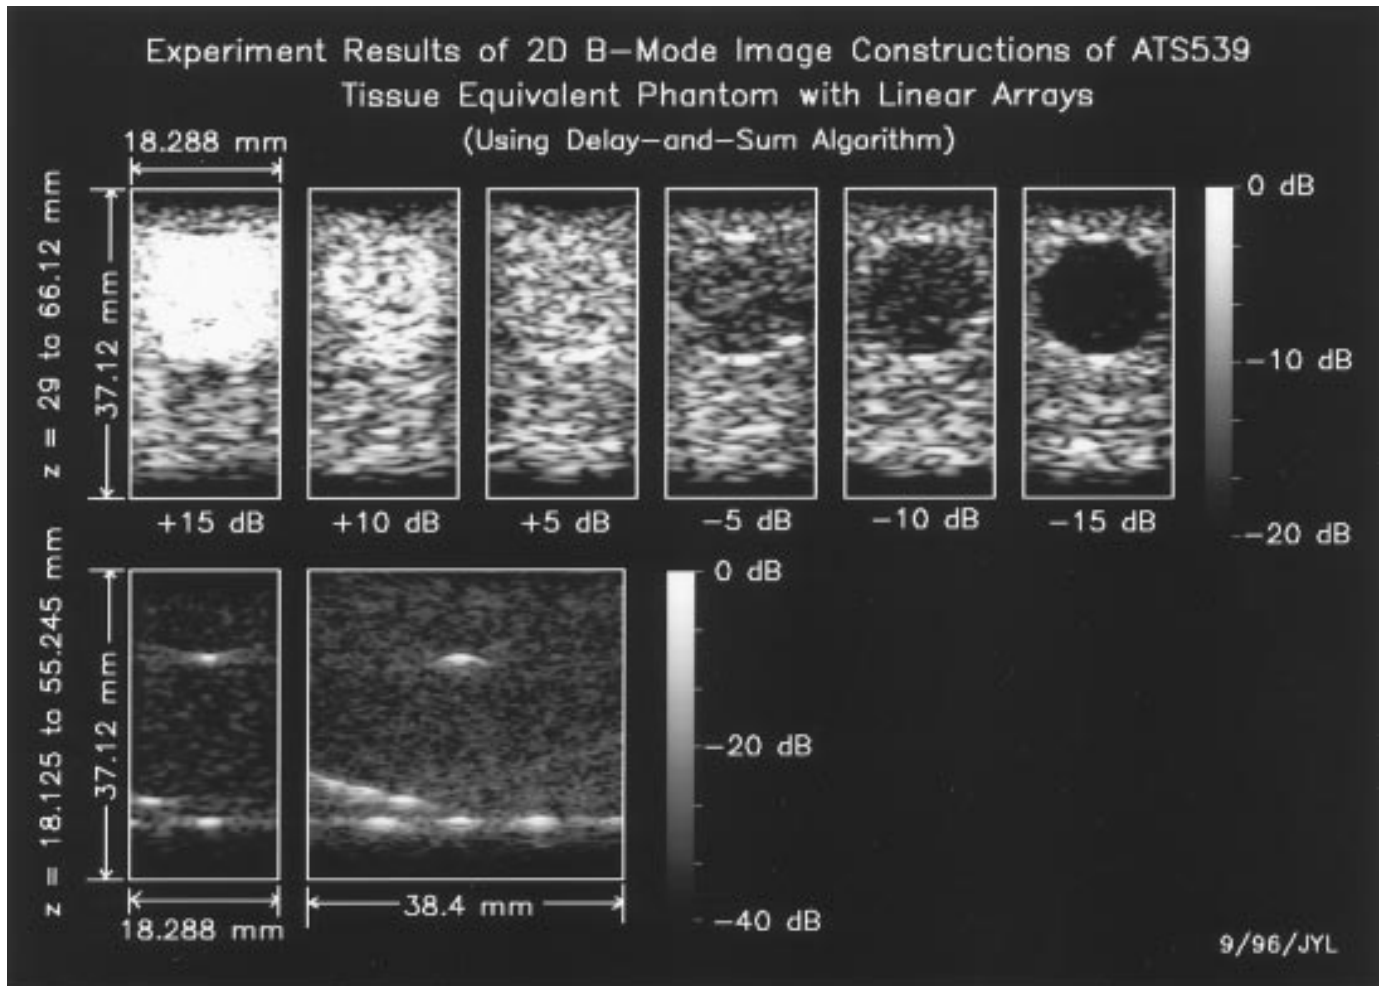 Experiment Results of 2D B-Mode Image Constructions of ATS539
Tissue Equivalent Phantom with Linear Arrays
(Using Delay-and-Sum Algorithm)
18.288 mm
z = 29 to 66.12 mm
37.12 mm
0 dB
-10 dB
-20 dB
+15 dB
+10 dB
+5 dB
-5 dB
-10 dB
-15 dB
z = 18.125 to 55.245 mm
37.12 mm
0 dB
-20 dB
-40 dB
18.288 mm
38.4 mm
9/96/JYL